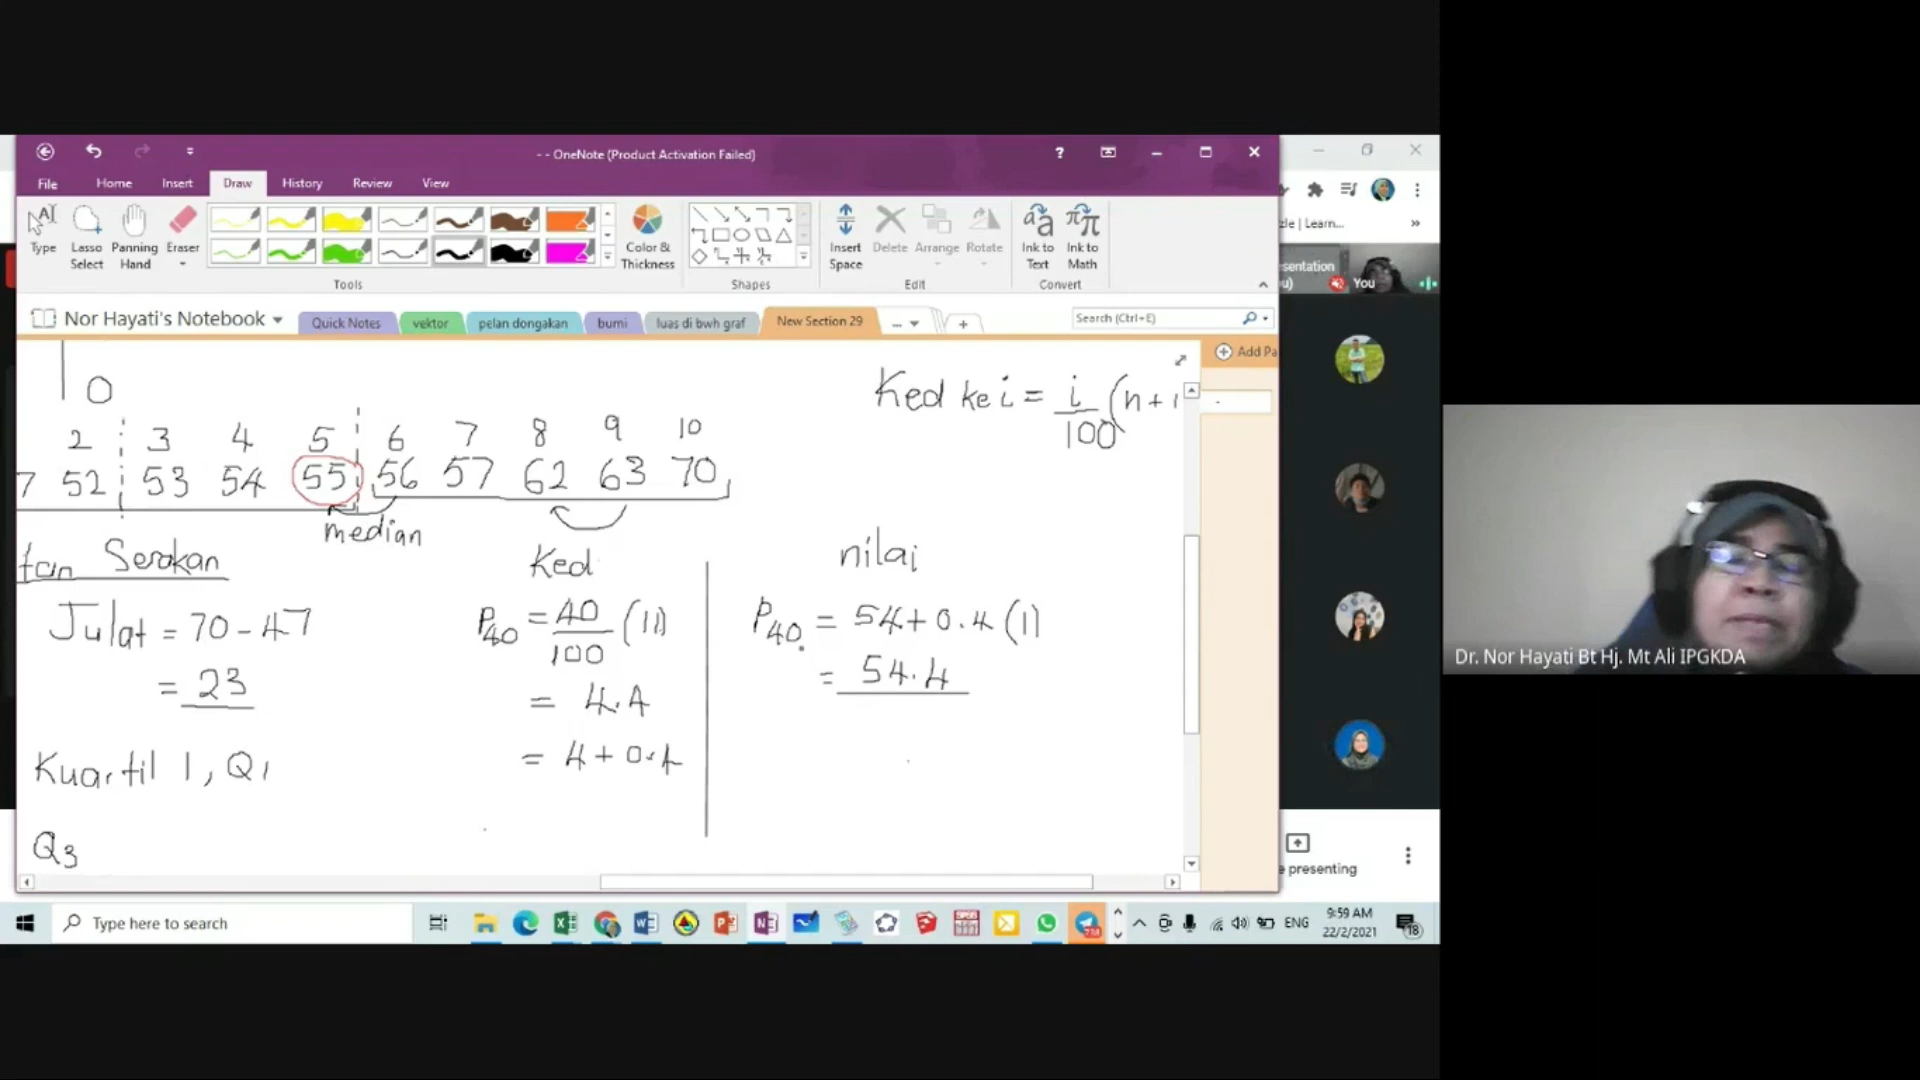 - - OneNote (Product Activation Failed)
File Home Insert Draw History Review View
Type Lasso Select Panning Hand Eraser Color & Thickness Insert Space Delete Arrange Rotate Ink to Text Ink to Math
Tools Shapes Edit Convert
zle | Learn...
esentation
You
Nor Hayati's Notebook Quick Notes vektor pelan dongakan bumi luas di bwh graf New Section 29 Search (Ctrl+E)
Add Pa
0
Ked ke i = i/100 (n + 1
2 3 4 5 6 7 8 9 10
7 52 53 54 55 56 57 62 63 70
median
tan Serakan
Julat = 70 - 47
= 23
Kuartil 1, Q1
Q3
Ked
P40 = 40/100 (11)
= 4.4
= 4 + 0.4
nilai
P40 = 54 + 0.4 (1)
= 54.4
e presenting
Type here to search
ENG
9:59 AM
22/2/2021
18
Dr. Nor Hayati Bt Hj. Mt Ali IPGKDA